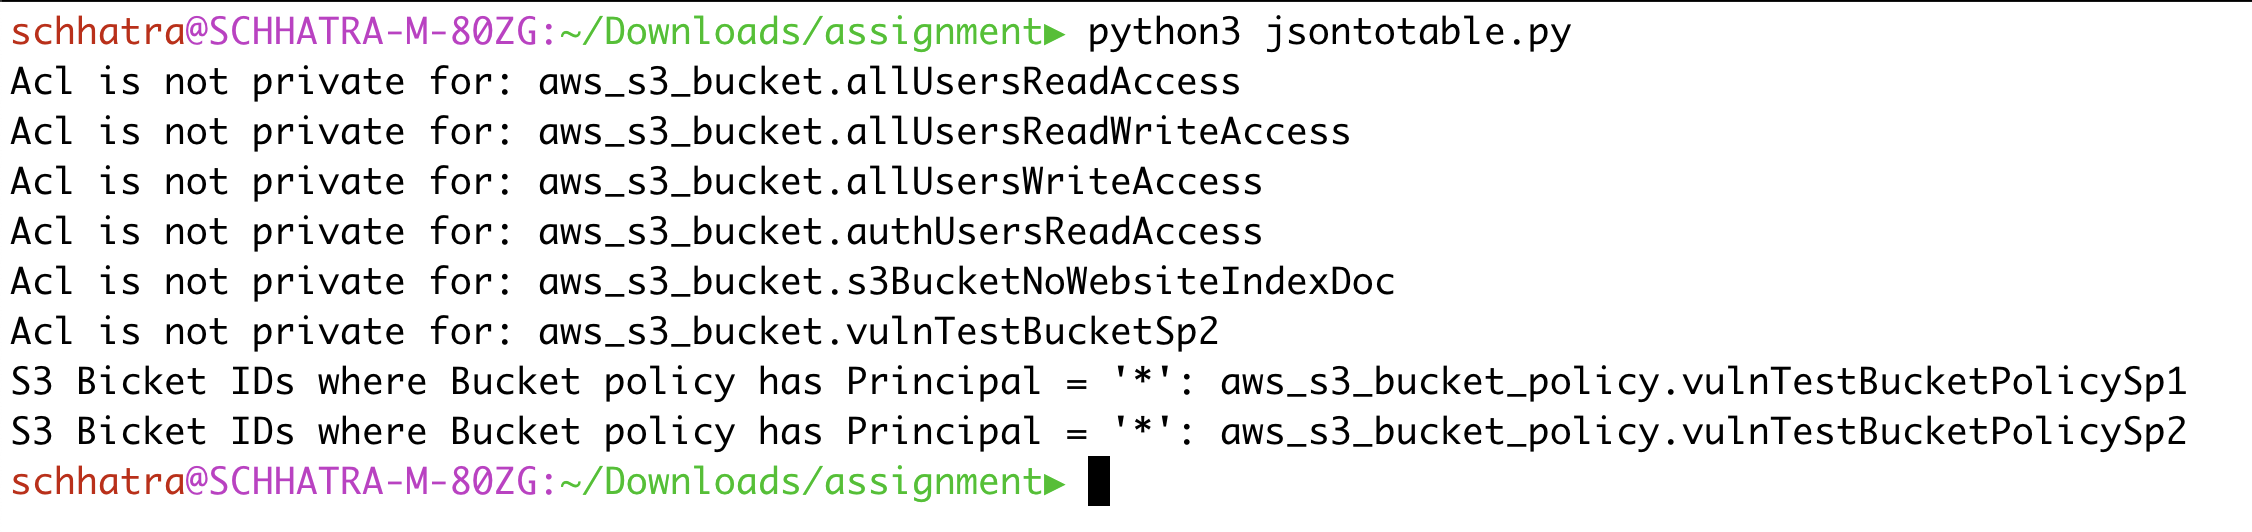 schhatra@SCHHATRA-M-80ZG:~/Downloads/assignment▶ python3 jsontotable.py
Acl is not private for: aws_s3_bucket.allUsersReadAccess
Acl is not private for: aws_s3_bucket.allUsersReadWriteAccess
Acl is not private for: aws_s3_bucket.allUsersWriteAccess
Acl is not private for: aws_s3_bucket.authUsersReadAccess
Acl is not private for: aws_s3_bucket.s3BucketNoWebsiteIndexDoc
Acl is not private for: aws_s3_bucket.vulnTestBucketSp2
S3 Bicket IDs where Bucket policy has Principal = '*': aws_s3_bucket_policy.vulnTestBucketPolicySp1
S3 Bicket IDs where Bucket policy has Principal = '*': aws_s3_bucket_policy.vulnTestBucketPolicySp2
schhatra@SCHHATRA-M-80ZG:~/Downloads/assignment▶